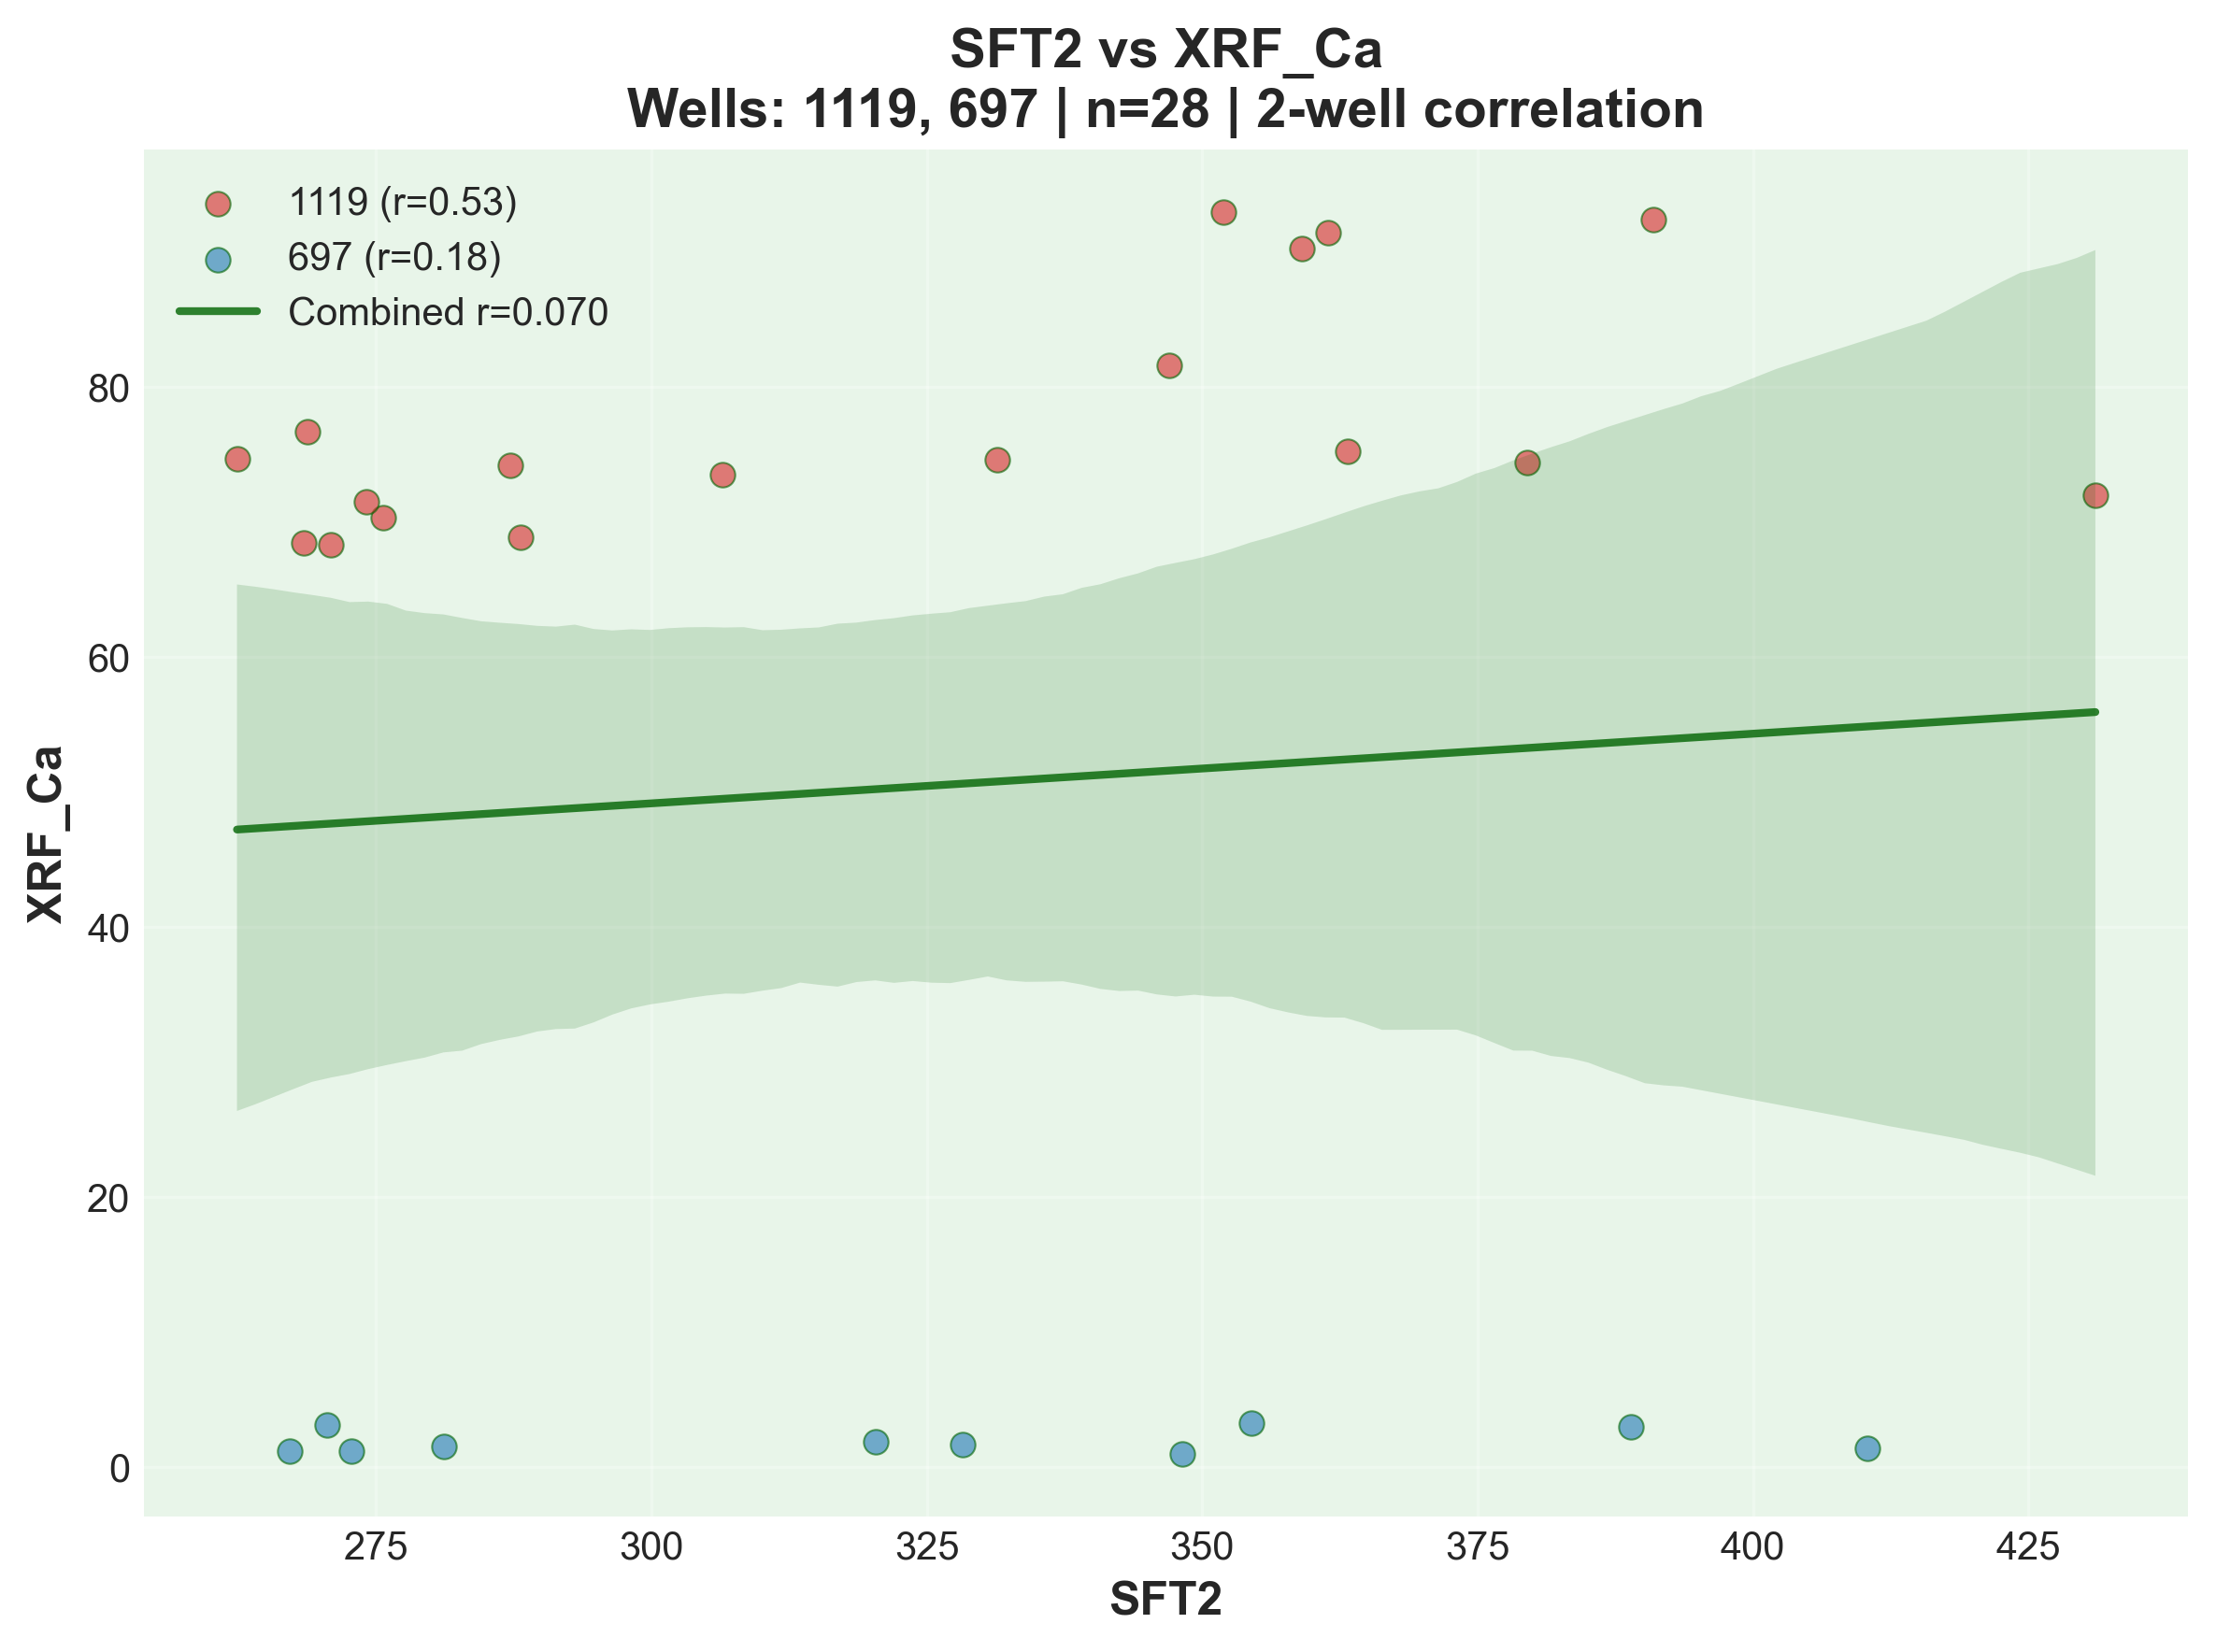 SFT2 vs XRF_Ca
Wells: 1119, 697 | n=28 | 2-well correlation
1119 (r=0.53)
697 (r=0.18)
Combined r=0.070
80
60
40
20
0
XRF_Ca
275
300
325
350
375
400
425
SFT2